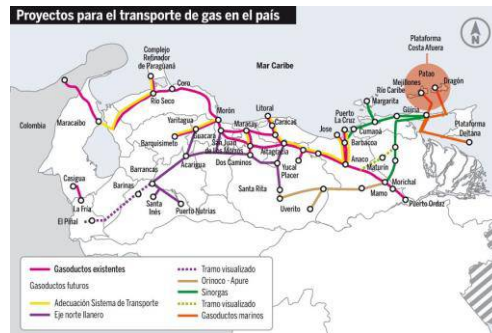 Proyectos para el transporte de gas en el país
Plataforma
Costa Afuera
Complejo
Refinador
de Paraguaná
Mar Caribe
Patao
Mejillones
Dragón
Río Caribe
Coro
Río Seco
Litoral
Margarita
Güiria
Colombia
Maracaibo
Morón
Puerto
La Cruz
Caracas
Yaritagua
Maracay
Jose
Cumaná
Plataforma
Deltana
Guacara
San Juan
de los Morros
Barbacoa
Barquisimeto
Altagracia
Acarigua
Dos Caminos
Yucal
Placer
Anaco
Maturín
Barrancas
Casigua
Barinas
Santa Rita
Morichal
Mamo
La Fría
Santa
Inés
Puerto Nutrias
Uverito
Puerto Ordaz
El Piñal
Gasoductos existentes
Tramo visualizado
Gasoductos futuros
Orinoco - Apure
Sinorgas
Adecuación Sistema de Transporte
Tramo visualizado
Eje norte llanero
Gasoductos marinos